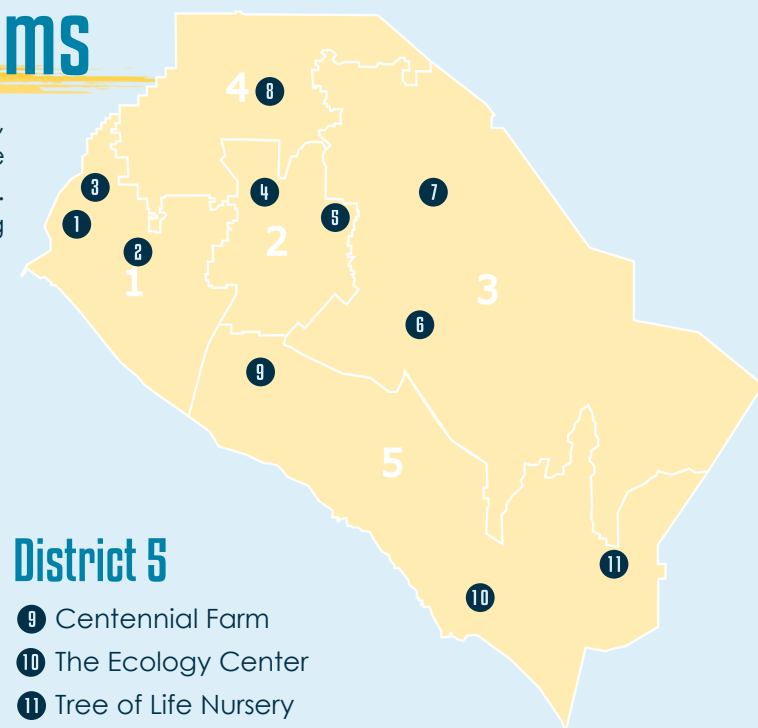 ms
,
e
.
g
4
8
3
1
2
1
4
2
5
7
3
6
9
5
10
11
District 5
9 Centennial Farm
10 The Ecology Center
11 Tree of Life Nursery